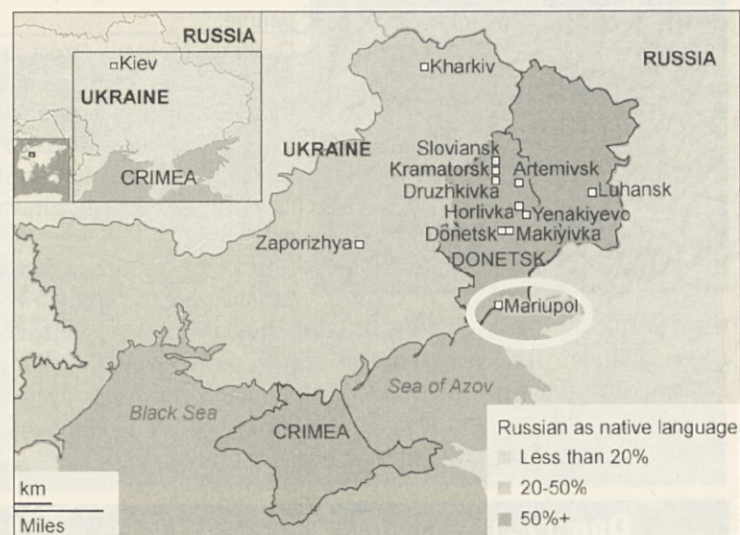 RUSSIA
Kiev
UKRAINE
CRIMEA
RUSSIA
Kharkiv
UKRAINE
Sloviansk
Kramatorsk
Artemivsk
Druzhkivka
Luhansk
Horlivka
Yenakiyevo
Zaporizhya
Donetsk
Makiyivka
DONETSK
Mariupol
Sea of Azov
Black Sea
CRIMEA
Russian as native language
Less than 20%
20-50%
50%+
km
Miles